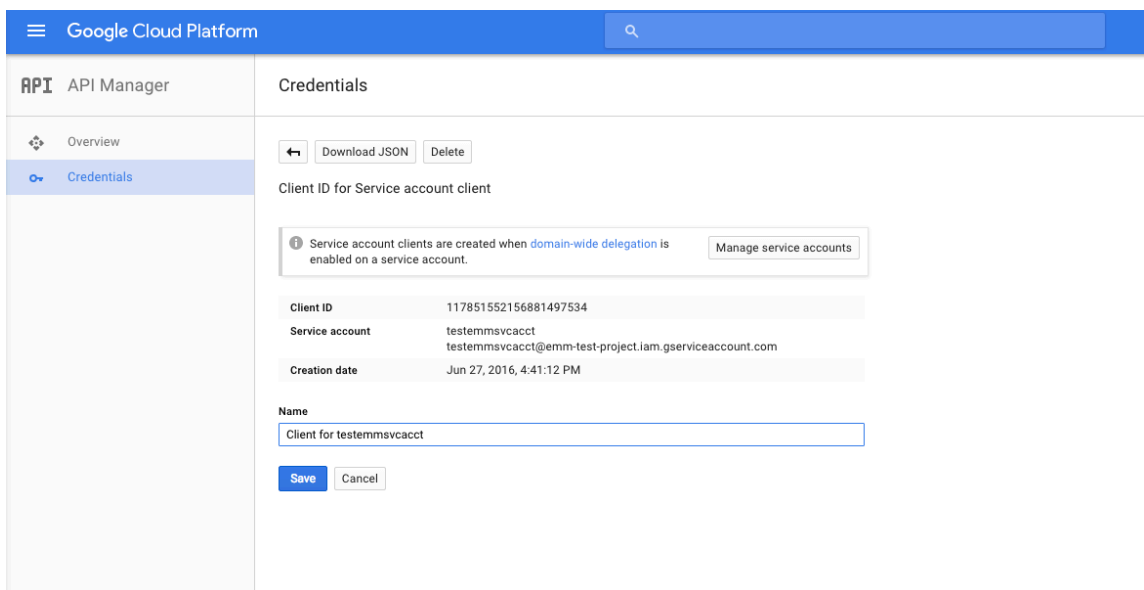 Google Cloud Platform
API API Manager
Credentials
Overview
Credentials
Download JSON Delete
Client ID for Service account client
Service account clients are created when domain-wide delegation is
enabled on a service account.
Manage service accounts
Client ID 117851552156881497534
Service account testemmsvcacct
testemmsvcacct@emm-test-project.iam.gserviceaccount.com
Creation date Jun 27, 2016, 4:41:12 PM
Name
Client for testemmsvcacct
Save Cancel